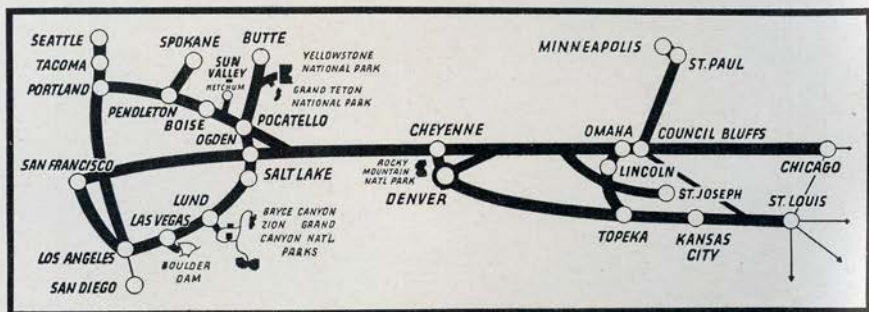 SEATTLE
TACOMA
PORTLAND
SPOKANE
PENDLETON
SUN
VALLEY
KETCHUM
BOISE
BUTTE
YELLOWSTONE
NATIONAL PARK
GRAND TETON
NATIONAL PARK
POCATELLO
OGDEN
SALT LAKE
SAN FRANCISCO
LUND
LAS VEGAS
BRYCE CANYON
ZION GRAND
CANYON NAT'L
PARKS
BOULDER
DAM
LOS ANGELES
SAN DIEGO
CHEYENNE
ROCKY
MOUNTAIN
NATL PARK
DENVER
MINNEAPOLIS
ST. PAUL
OMAHA
COUNCIL BLUFFS
CHICAGO
LINCOLN
ST. JOSEPH
ST. LOUIS
TOPEKA
KANSAS
CITY